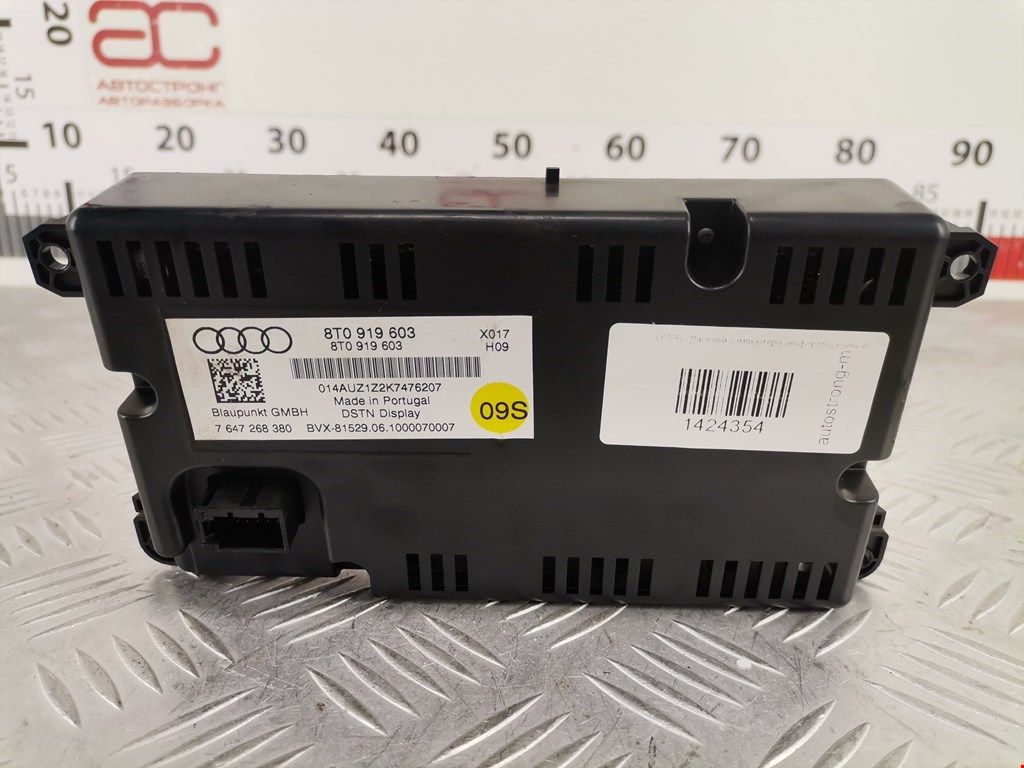 20
15
АВТОСТРОНГ
АВТОРАЗБОРКА
10 20 30 40 50 60 70 80 90
5 85 95
8T0 919 603
8T0 919 603
X017
H09
014AUZ1Z2K7476207
Made in Portugal
Blaupunkt GMBH
DSTN Display
7 647 268 380 BVX-81529.06.1000070007
09S
1424354
autostrong-m